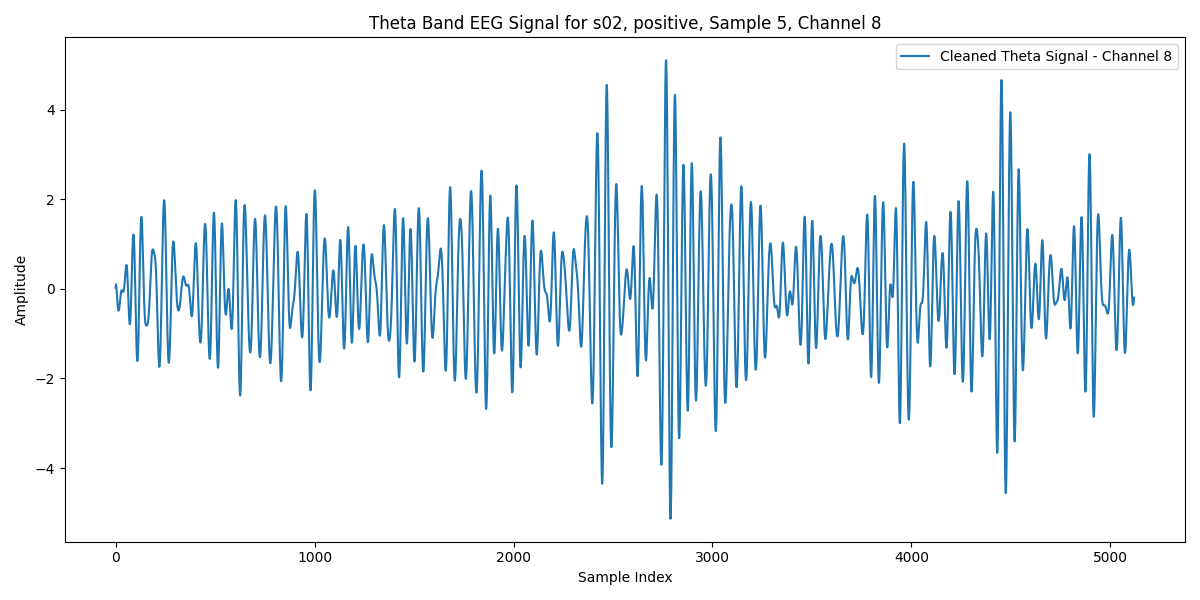 Theta Band EEG Signal for s02, positive, Sample 5, Channel 8
Cleaned Theta Signal - Channel 8
Amplitude
4
2
0
−2
−4
0 1000 2000 3000 4000 5000
Sample Index